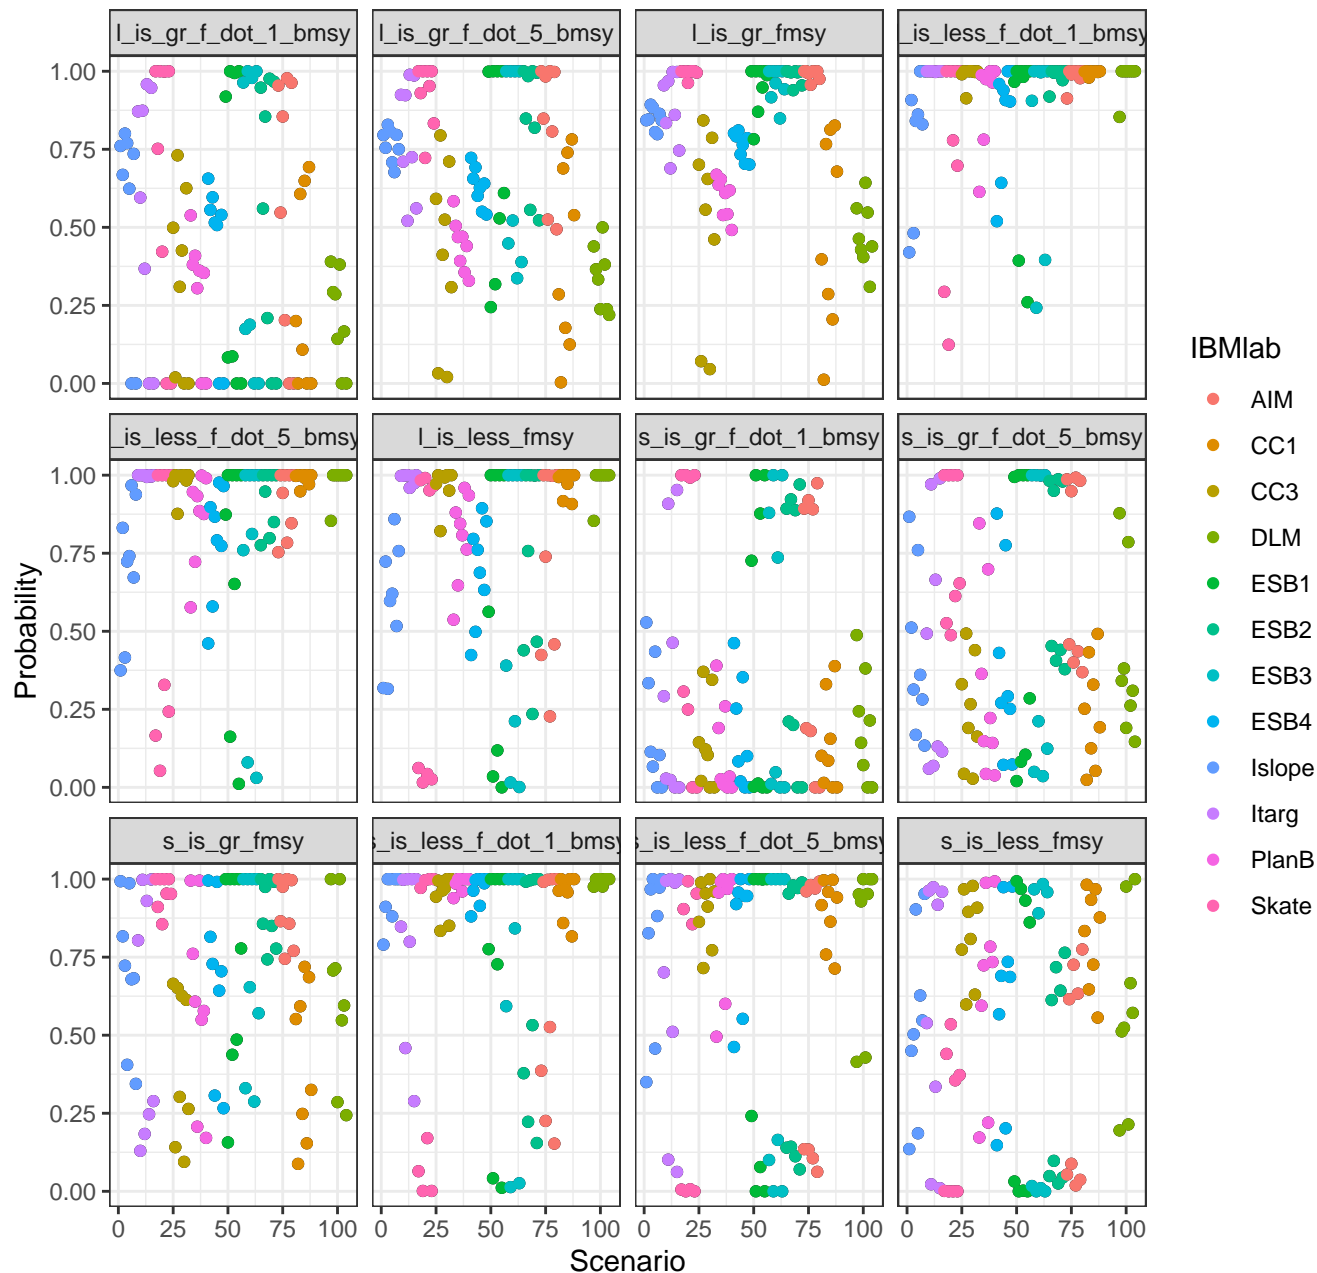 l_is_gr_f_dot_1_bmsy
l_is_gr_f_dot_5_bmsy
l_is_gr_fmsy
_is_less_f_dot_1_bmsy
1.00
0.75
0.50
0.25
0.00
_is_less_f_dot_5_bmsy
l_is_less_fmsy
s_is_gr_f_dot_1_bmsy
s_is_gr_f_dot_5_bmsy
1.00
0.75
0.50
0.25
0.00
s_is_gr_fmsy
s_is_less_f_dot_1_bmsy
s_is_less_f_dot_5_bmsy
s_is_less_fmsy
1.00
0.75
0.50
0.25
0.00
0 25 50 75 100
0 25 50 75 100
0 25 50 75 100
0 25 50 75 100
Scenario
Probability
IBMlab
AIM
CC1
CC3
DLM
ESB1
ESB2
ESB3
ESB4
Islope
Itarg
PlanB
Skate